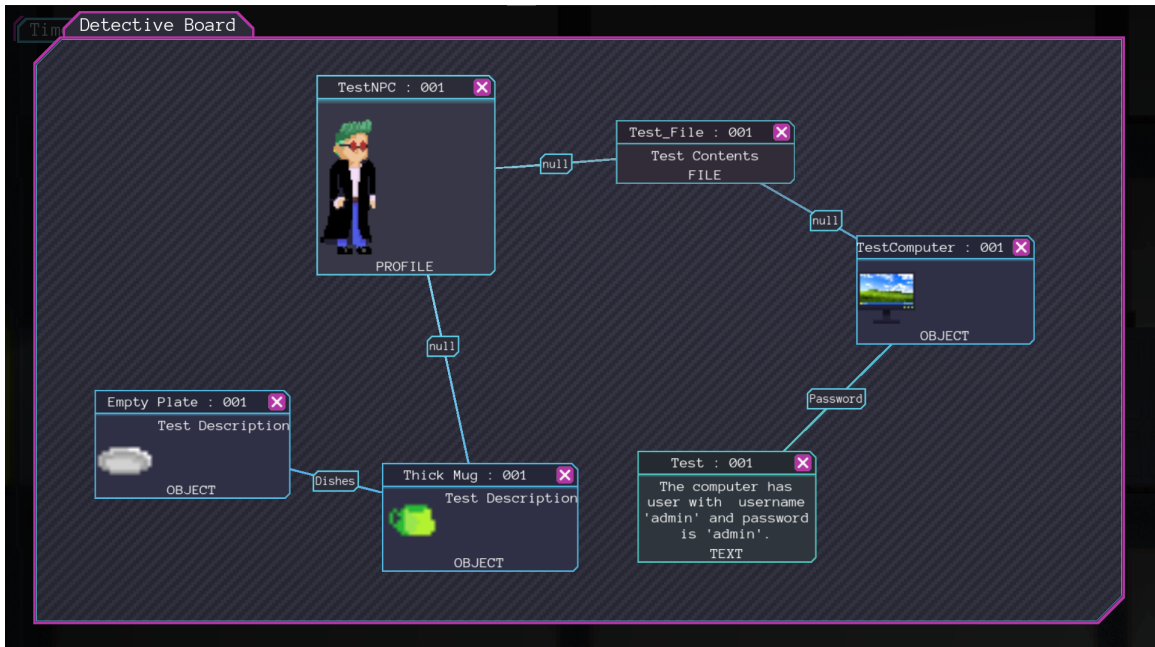 Tim
Detective Board
TestNPC : 001
PROFILE
null
Test_File : 001
Test Contents
FILE
null
TestComputer : 001
OBJECT
null
Password
Empty Plate : 001
Test Description
OBJECT
Dishes
Thick Mug : 001
Test Description
OBJECT
Test : 001
The computer has
user with  username
'admin' and password
is 'admin'.
TEXT